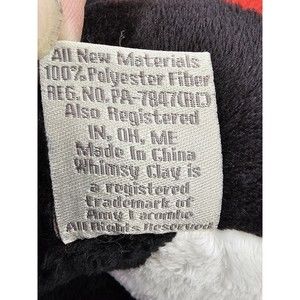 All New Materials
100% Polyester Fiber
REG. NO. PA-7847(RC)
Also Registered
IN, OH, ME
Made In China
Whimsy Clay is
a registered
trademark of
Amy Lacombe
All Rights Reserved